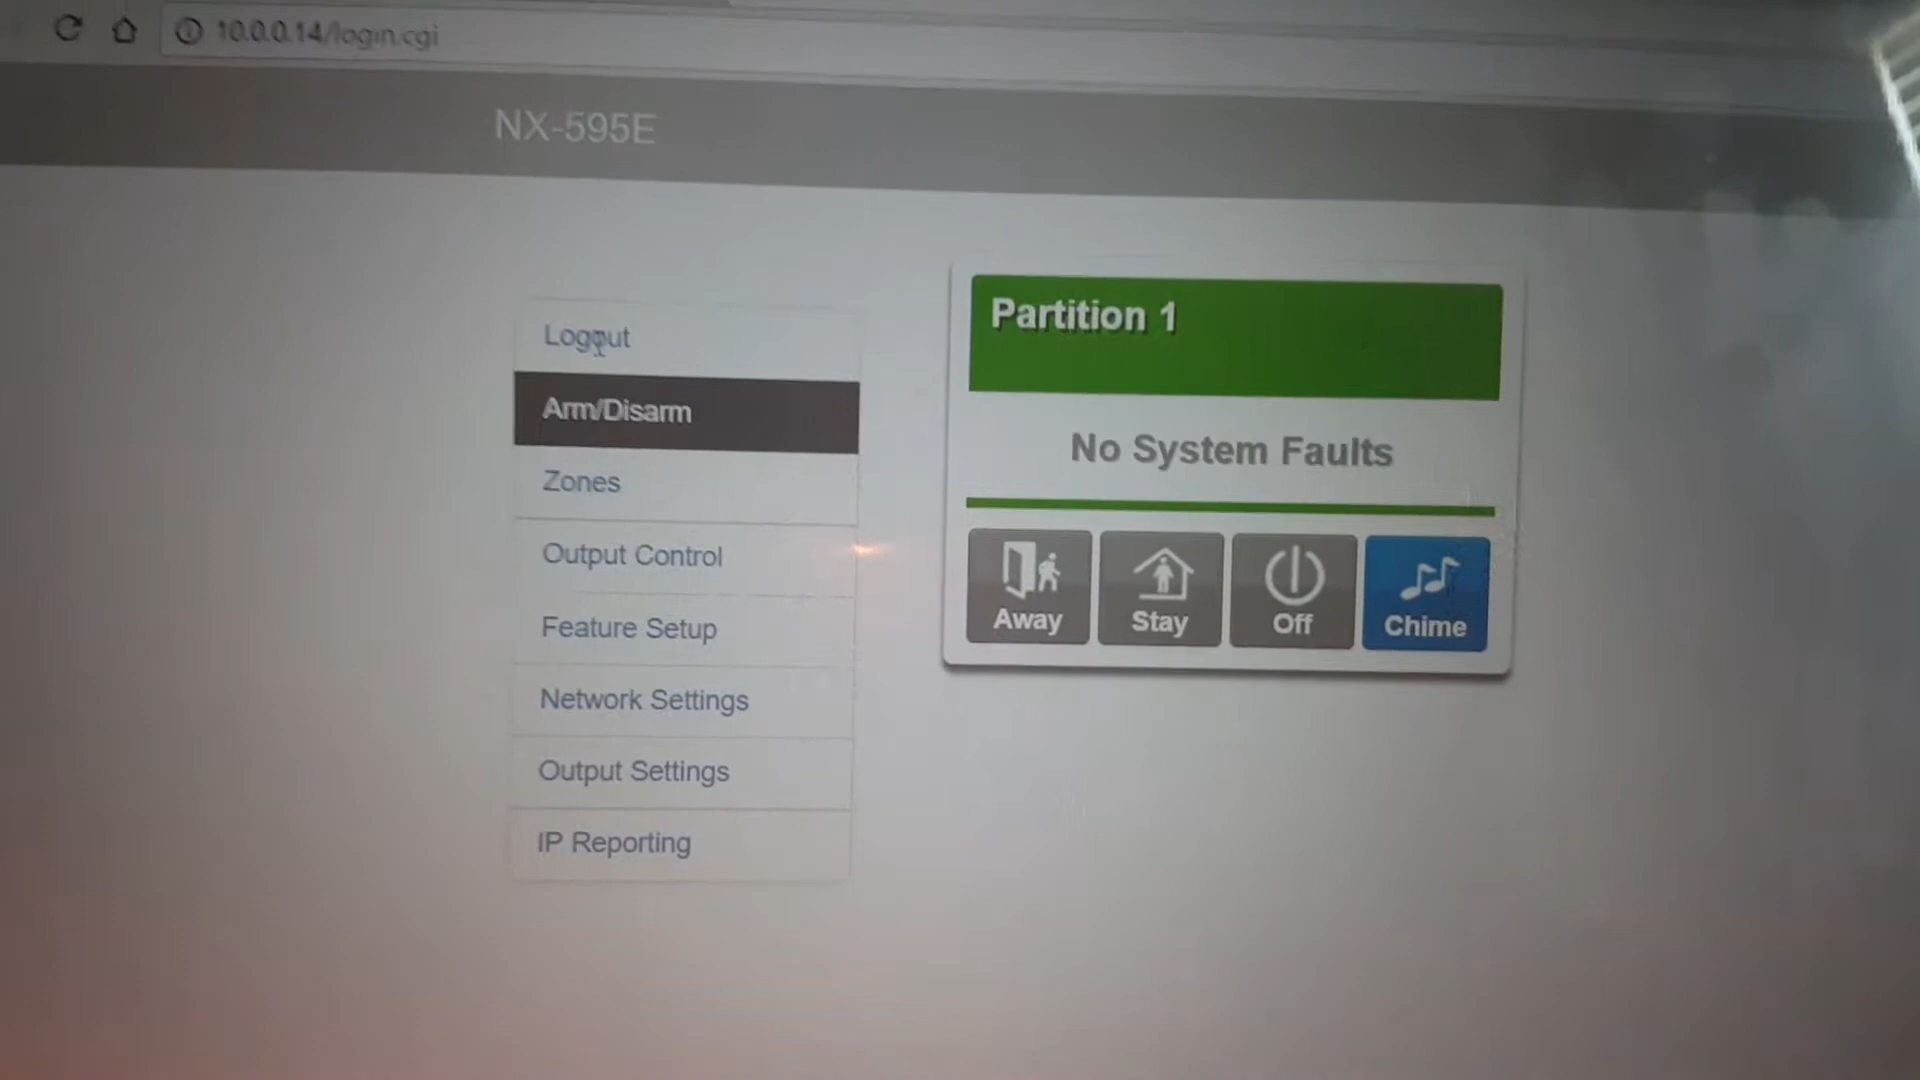 10.0.0.14/login.cgi
NX-595E
Logout
Arm/Disarm
Zones
Output Control
Feature Setup
Network Settings
Output Settings
IP Reporting
Partition 1
No System Faults
Away
Stay
Off
Chime